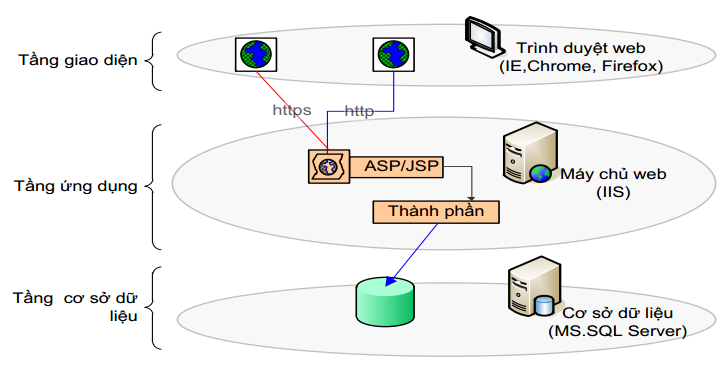 Tầng giao diện
Trình duyệt web
(IE,Chrome, Firefox)
https
http
Tầng ứng dụng
ASP/JSP
Thành phần
Máy chủ web
(IIS)
Tầng cơ sở dữ
liệu
Cơ sở dữ liệu
(MS.SQL Server)